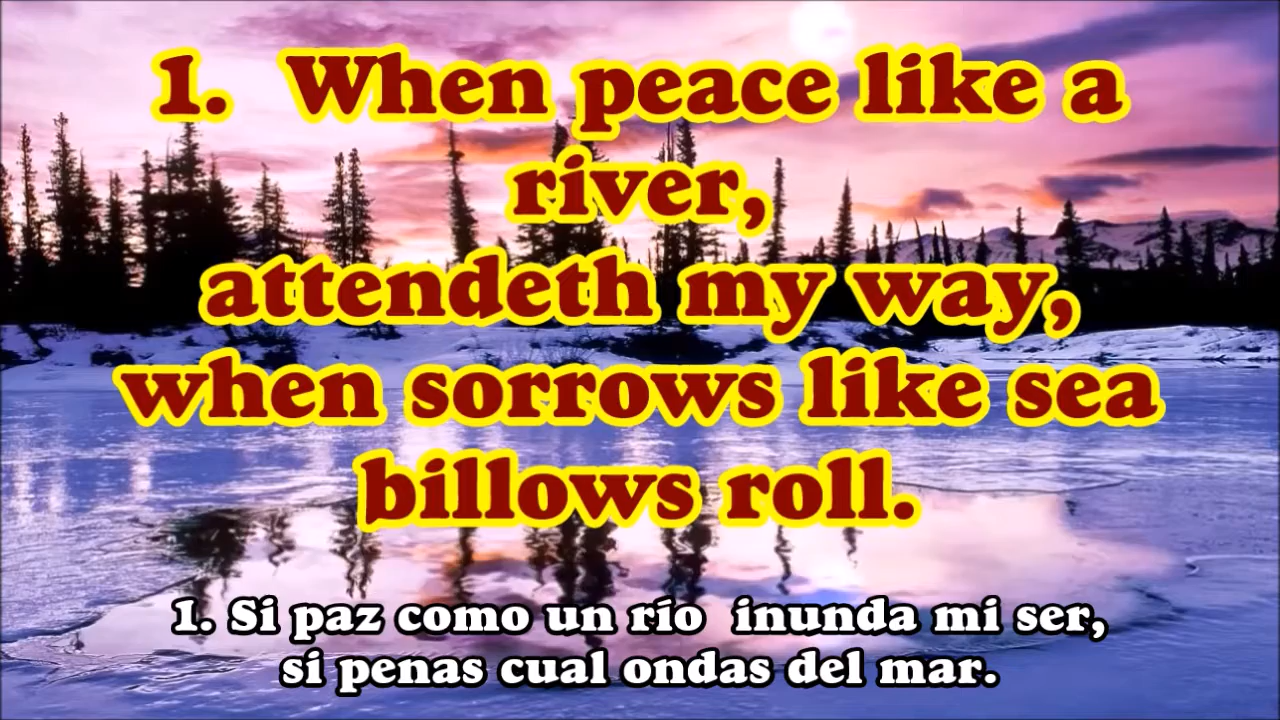 1. When peace like a
river,
attendeth my way,
when sorrows like sea
billows roll.
1. Si paz como un río inunda mi ser,
si penas cual ondas del mar.